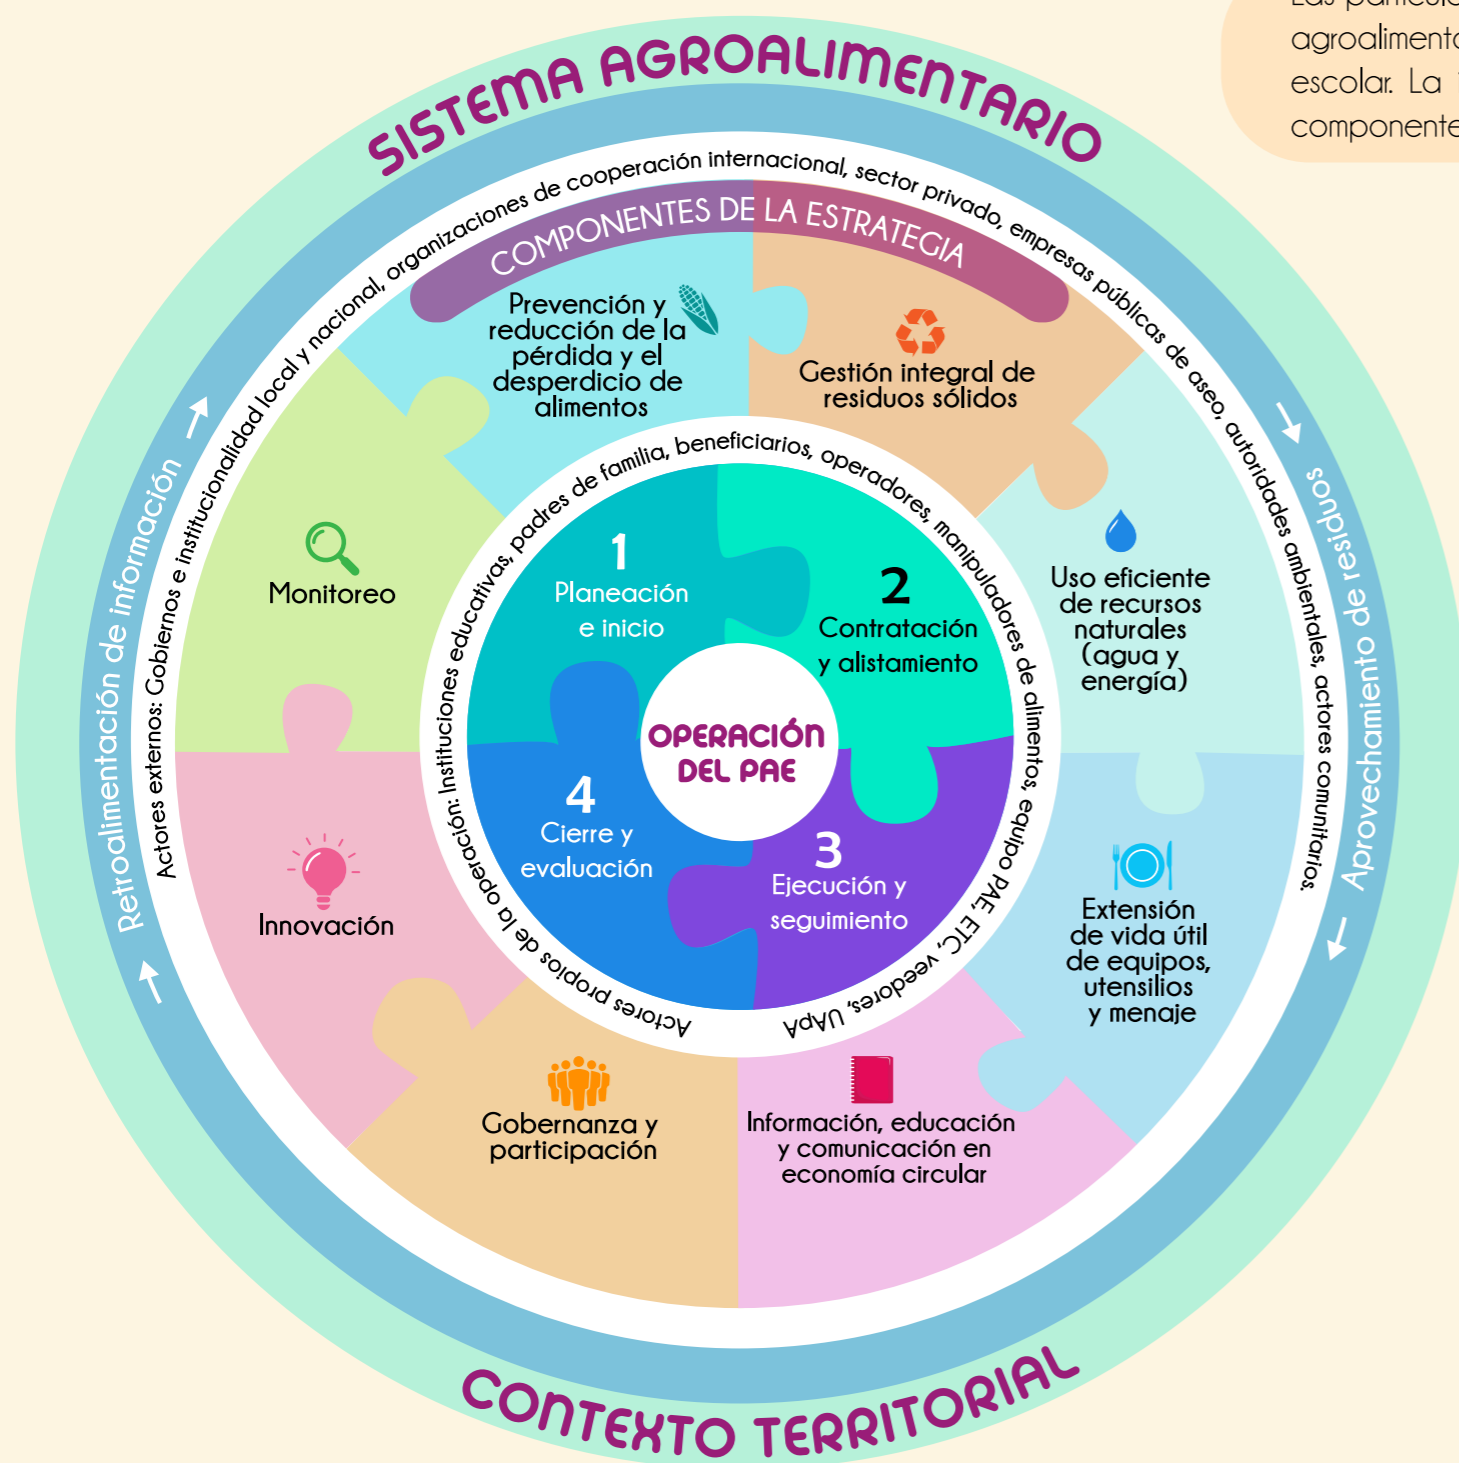 agroalimento
escolar. La
componente
SISTEMA AGROALIMENTARIO
Retroalimentación de información
Aprovechamiento de residuos
Actores externos: Gobiernos e institucionalidad local y nacional, organizaciones de cooperación internacional, sector privado, empresas públicas de aseo, autoridades ambientales, actores comunitarios.
COMPONENTES DE LA ESTRATEGIA
Prevención y
reducción de la
pérdida y el
desperdicio de
alimentos
Gestión integral de
residuos sólidos
Uso eficiente
de recursos
naturales
(agua y
energía)
Extensión
de vida útil
de equipos,
utensilios
y menaje
Información, educación
y comunicación en
economía circular
Gobernanza y
participación
Innovación
Monitoreo
Actores propios de la operación: Instituciones educativas, padres de familia, beneficiarios, operadores, manipuladores de alimentos, equipo PAE, ETC, veedores, UApA
1
Planeación
e inicio
2
Contratación
y alistamiento
3
Ejecución y
seguimiento
4
Cierre y
evaluación
OPERACIÓN
DEL PAE
CONTEXTO TERRITORIAL